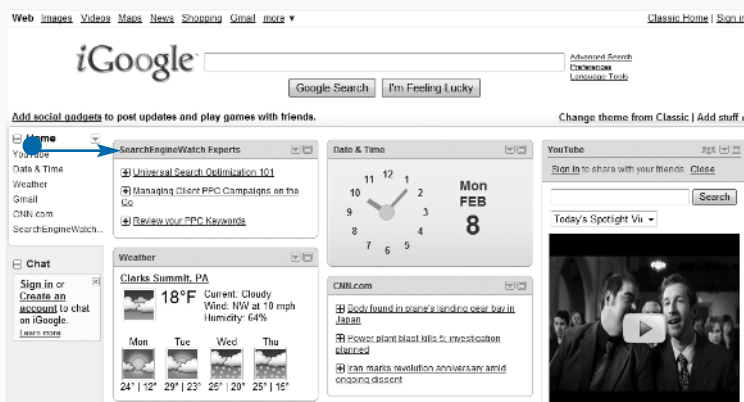 Web Images Videos Maps News Shopping Gmail more ▼
Classic Home | Sign in
iGoogle
Advanced Search
Preferences
Language Tools
Google Search
I'm Feeling Lucky
Add social gadgets to post updates and play games with friends.
Change theme from Classic | Add stuff
Home
YouTube
Date & Time
Weather
Gmail
CNN.com
SearchEngineWatch...
Chat
Sign in or
Create an
account to chat
on iGoogle.
Learn more
SearchEngineWatch Experts
Universal Search Optimization 101
Managing Client PPC Campaigns on the
Go
Review your PPC Keywords
Weather
Clarks Summit, PA
18°F
Current: Cloudy
Wind: NW at 10 mph
Humidity: 64%
Mon Tue Wed Thu
24° | 12° 29° | 23° 25° | 20° 25° | 15°
Date & Time
12
1
2
3
4
5
6
7
8
9
10
11
Mon
FEB
8
CNN.com
Body found in plane's landing gear bay in
Japan
Power plant blast kills 5; investigation
planned
Iran marks revolution anniversary amid
ongoing dissent
YouTube
Sign in to share with your friends. Close
Search
Today's Spotlight Vi